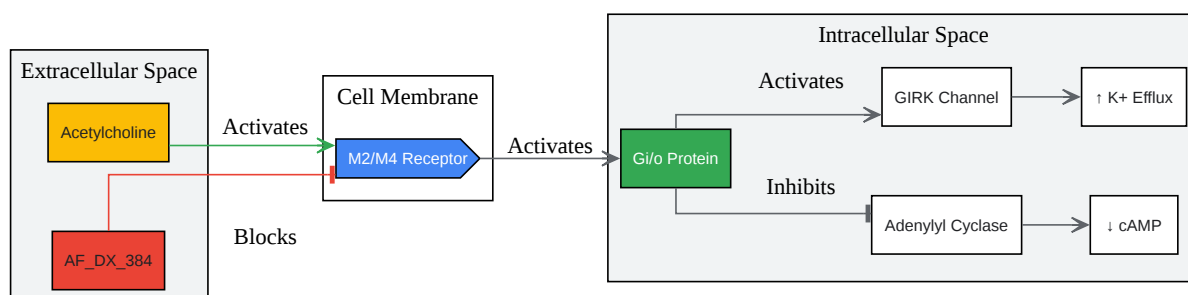 Extracellular Space
Acetylcholine
AF_DX_384
Activates
Blocks
Cell Membrane
M2/M4 Receptor
Activates
Intracellular Space
Gi/o Protein
Activates
GIRK Channel
↑ K+ Efflux
Inhibits
Adenylyl Cyclase
↓ cAMP